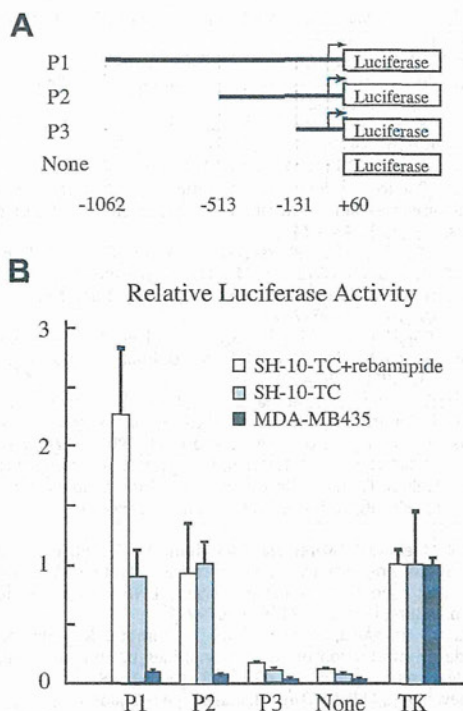 A
P1 Luciferase
P2 Luciferase
P3 Luciferase
None Luciferase
-1062 -513 -131 +60
B
Relative Luciferase Activity
3
SH-10-TC+rebamipide
SH-10-TC
MDA-MB435
2
1
0
P1 P2 P3 None TK